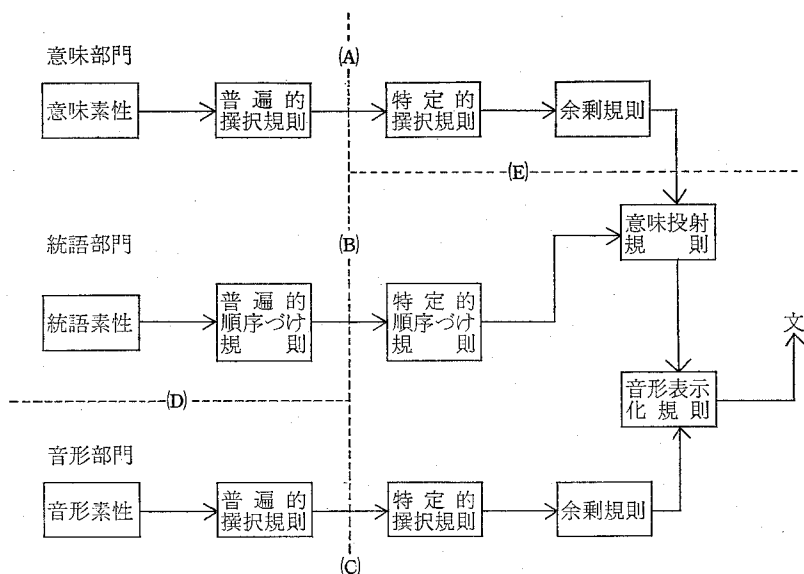 意味部門
(A)
意味素性
普遍的
撰択規則
特定的
撰択規則
余剰規則
(E)
意味投射
規則
統語部門
(B)
統語素性
普遍的
順序づけ
規則
特定的
順序づけ
規則
文
(D)
音形表示
化規則
音形部門
音形素性
普遍的
撰択規則
特定的
撰択規則
余剰規則
(C)